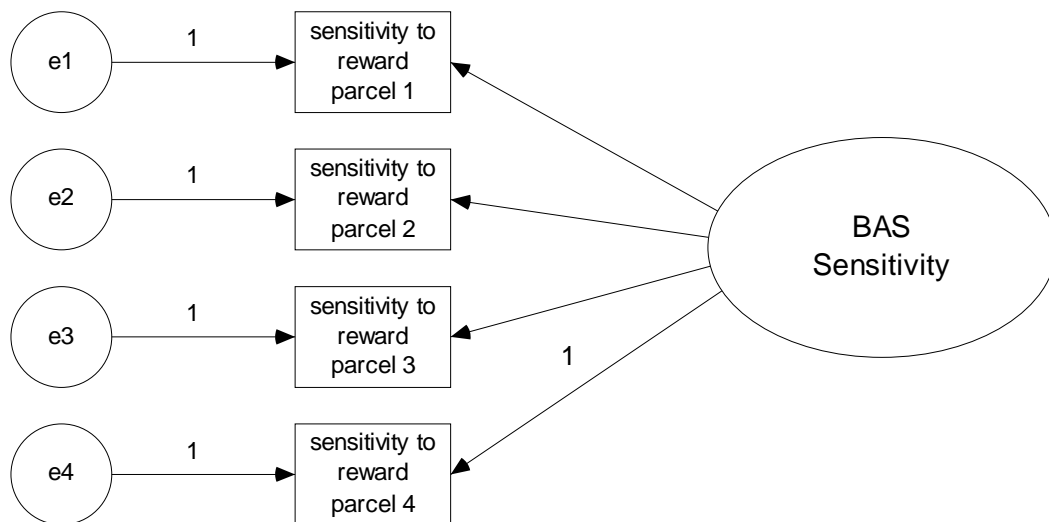 e1
1
sensitivity to
reward
parcel 1
e2
1
sensitivity to
reward
parcel 2
BAS
Sensitivity
e3
1
sensitivity to
reward
parcel 3
1
e4
1
sensitivity to
reward
parcel 4